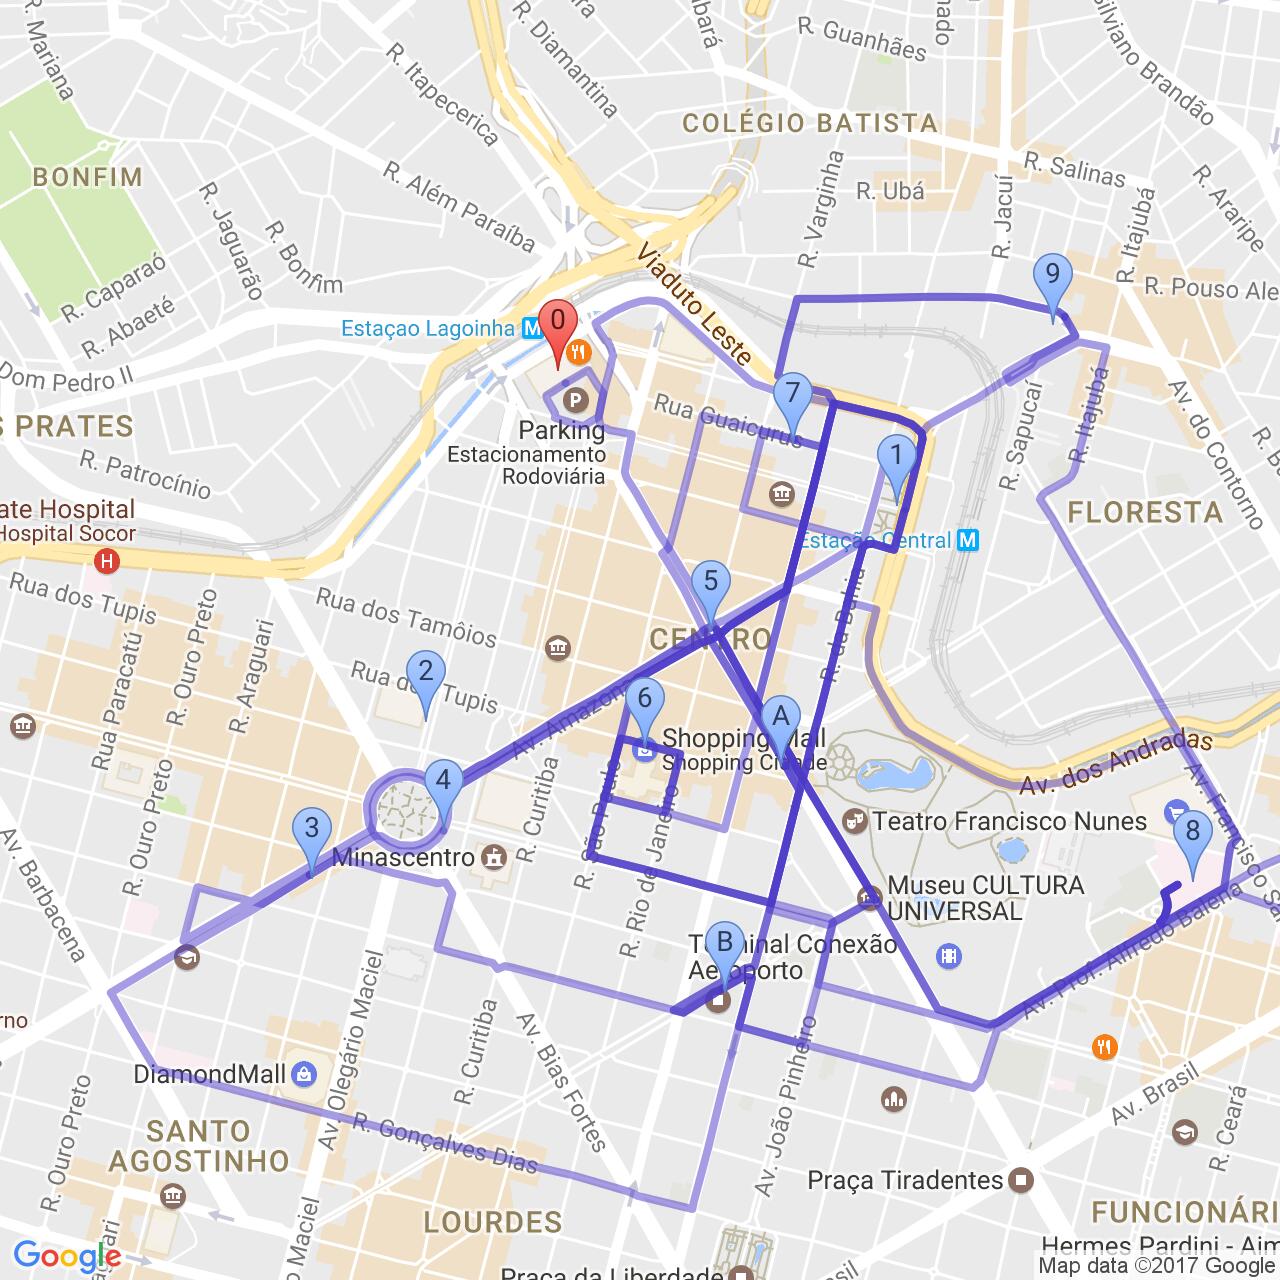 R. Mariana
R. Itapecerica
R. Diamantina
R. Guanhães
Silviano Brandão
COLÉGIO BATISTA
BONFIM
R. Além Paraíba
R. Salinas
R. Ubá
R. Varginha
R. Jacuí
R. Itajubá
R. Araripe
R. Jaguarão
R. Bonfim
R. Caparaó
R. Abaeté
Viaduto Leste
R. Pouso Ale
9
0
Estaçao Lagoinha M
Dom Pedro II
7
Rua Guaicurus
P
Parking
Estacionamento
Rodoviária
S PRATES
R. Patrocínio
1
R. Sapucaí
R. Itajubá
Av. do Contorno
FLORESTA
ate Hospital
Hospital Socor
H
Estação Central M
Rua dos Tupis
Rua dos Tamôios
5
CENTRO
R. da Bahia
R. Ouro Preto
Rua Paracatú
R. Araguari
2
Rua dos Tupis
6
A
Av. Amazonas
Shopping Mall
Shopping Cidade
Av. dos Andradas
4
3
R. Curitiba
R. São Paulo
R. Rio de Janeiro
R. Ouro Preto
Teatro Francisco Nunes
Av. Francisco Sa
8
Minascentro
Av. Barbacena
Museu CULTURA
UNIVERSAL
B
Terminal Conexão
Aeroporto
Av. Prof. Alfredo Balena
rno
R. Curitiba
Av. Bias Fortes
Av. Olegário Maciel
DiamondMall
R. Ouro Preto
Av. João Pinheiro
Av. Brasil
R. Ceará
SANTO
AGOSTINHO
R. Gonçalves Dias
Praça Tiradentes
LOURDES
FUNCIONÁRI
Hermes Pardini - Aim
Google
Praça da Liberdade
Map data ©2017 Google